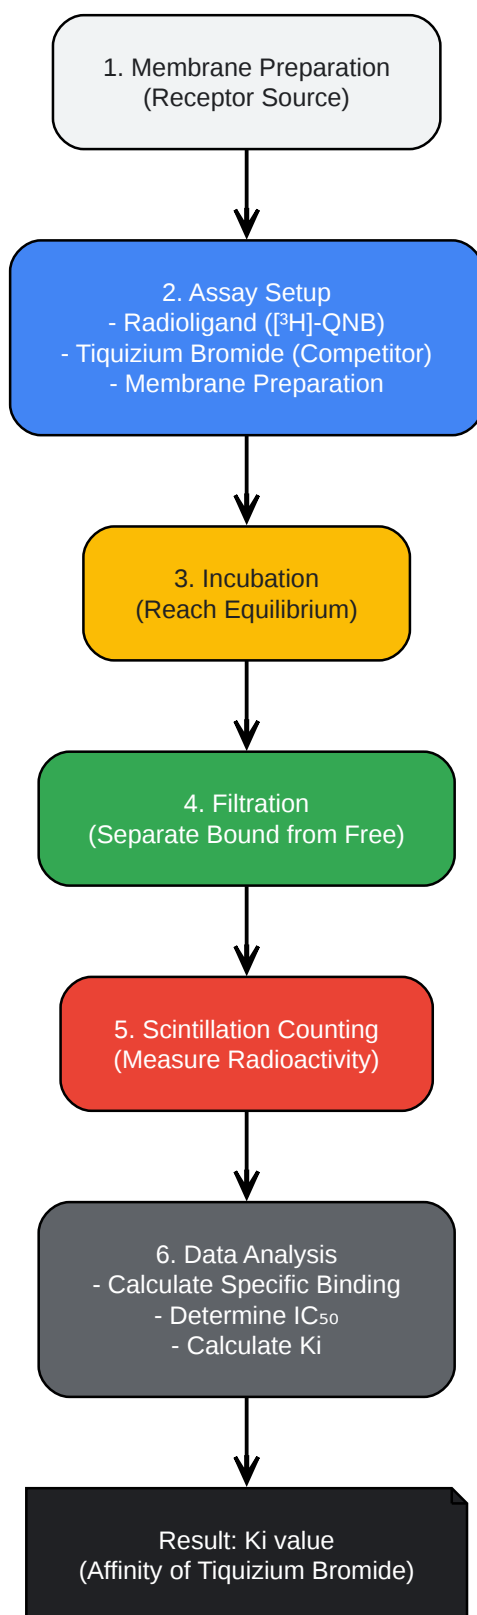 1. Membrane Preparation
(Receptor Source)
2. Assay Setup
- Radioligand ([³H]-QNB)
- Tiquizium Bromide (Competitor)
- Membrane Preparation
3. Incubation
(Reach Equilibrium)
4. Filtration
(Separate Bound from Free)
5. Scintillation Counting
(Measure Radioactivity)
6. Data Analysis
- Calculate Specific Binding
- Determine IC₅₀
- Calculate Ki
Result: Ki value
(Affinity of Tiquizium Bromide)